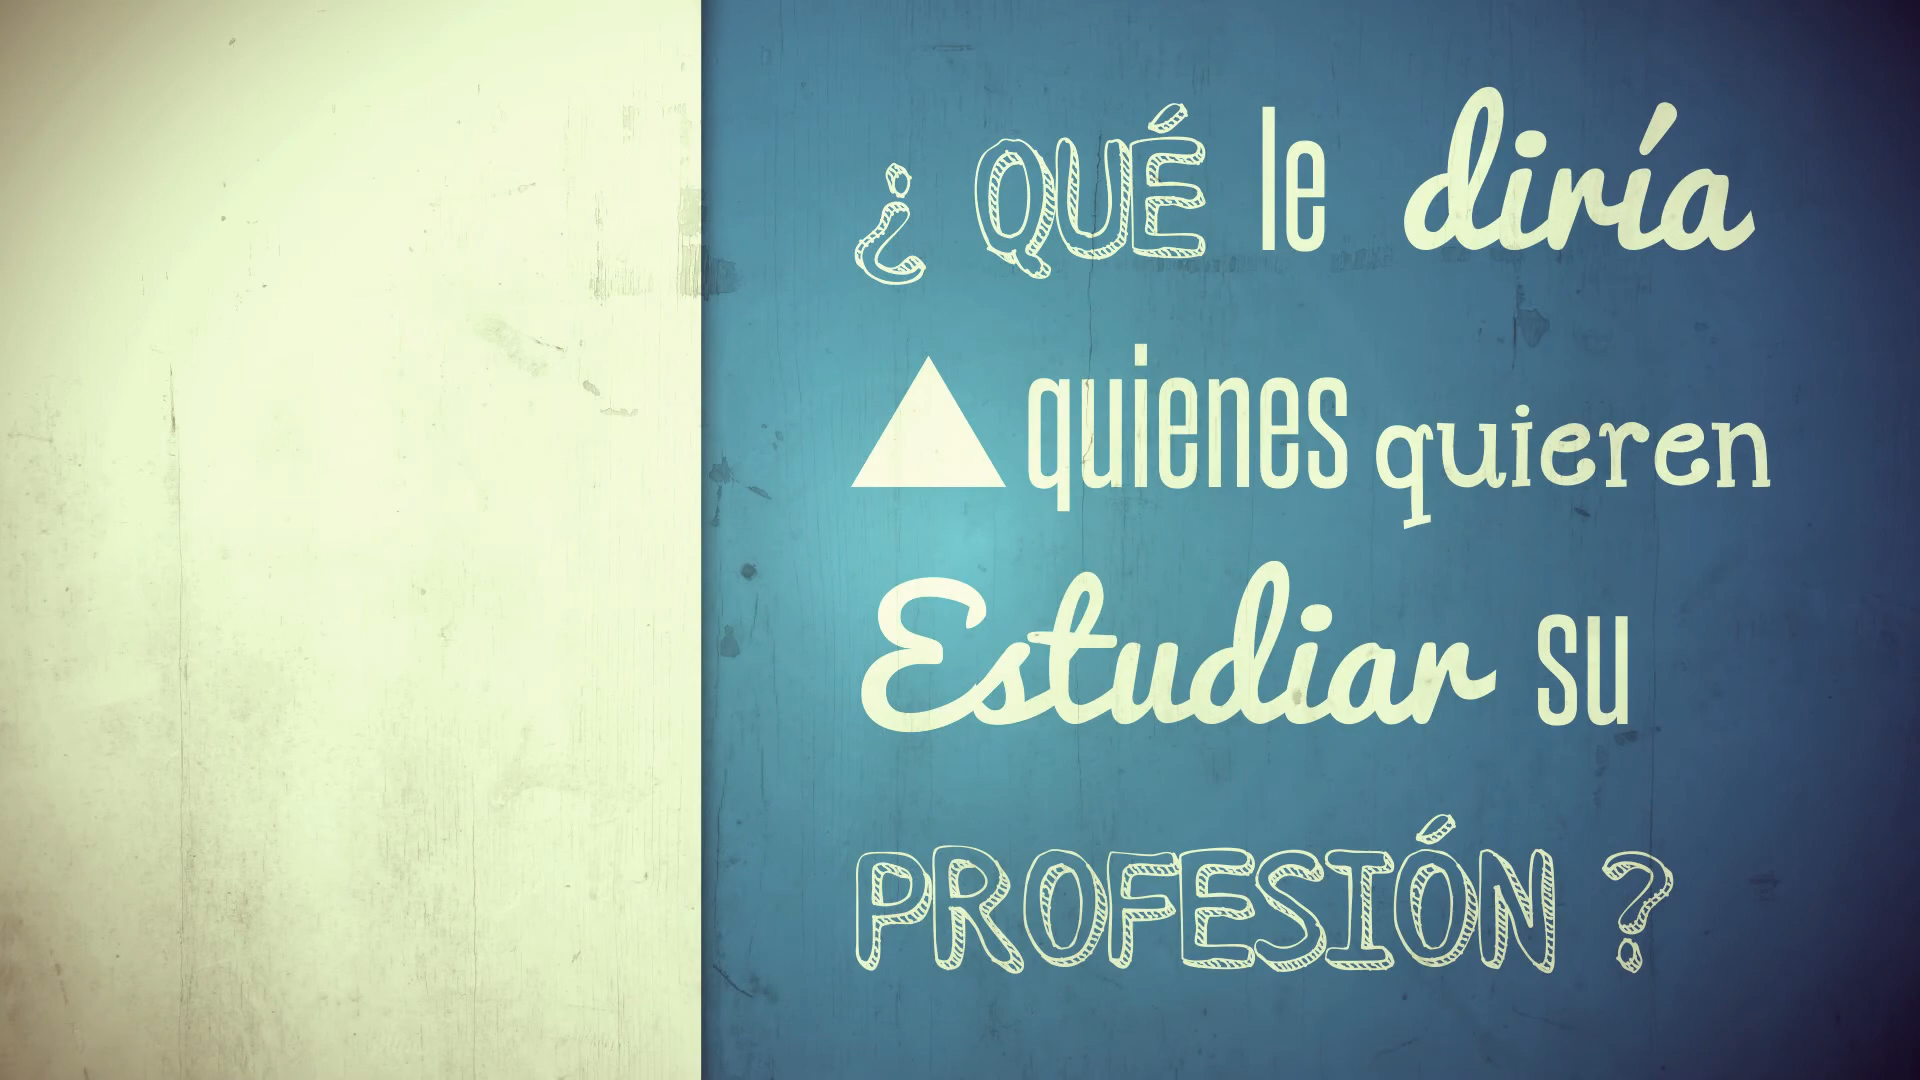 ¿ QUÉ le diría
quienes quieren
Estudiar su
PROFESIÓN ?